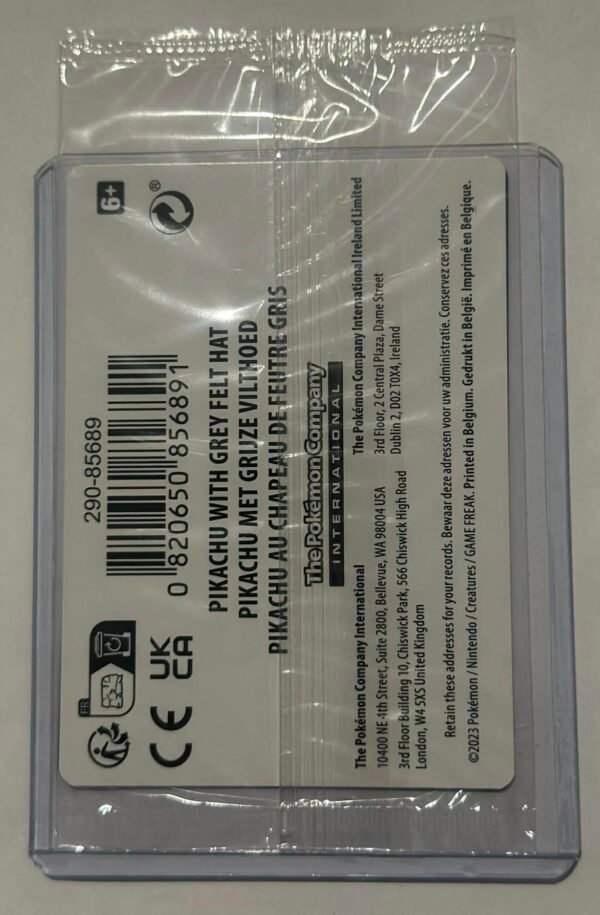 290-85689
0 820650 856891
6+
®
FR
CE
UK
CA
PIKACHU WITH GREY FELT HAT
PIKACHU MET GRIJZE VILTHOED
PIKACHU AU CHAPEAU DE FEUTRE GRIS
The Pokémon Company
INTERNATIONAL
The Pokémon Company International
10400 NE 4th Street, Suite 2800, Bellevue, WA 98004 USA
3rd Floor Building 10, Chiswick Park, 566 Chiswick High Road
London, W4 5XS United Kingdom
The Pokémon Company International Ireland Limited
3rd Floor, 2 Central Plaza, Dame Street
Dublin 2, D02 T0X4, Ireland
Retain these addresses for your records. Bewaar deze adressen voor uw administratie. Conservez ces adresses.
©2023 Pokémon / Nintendo / Creatures / GAME FREAK. Printed in Belgium. Gedrukt in België. Imprimé en Belgique.